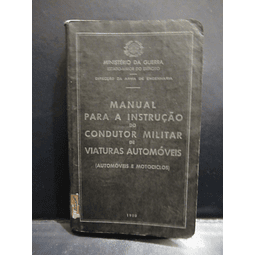 MINISTÉRIO DA GUERRA
MANUAL
PARA A INSTRUÇÃO
DO
CONDUTOR MILITAR
DE
VIATURAS AUTOMÓVEIS
(AUTOMÓVEIS E MOTOCICLOS)